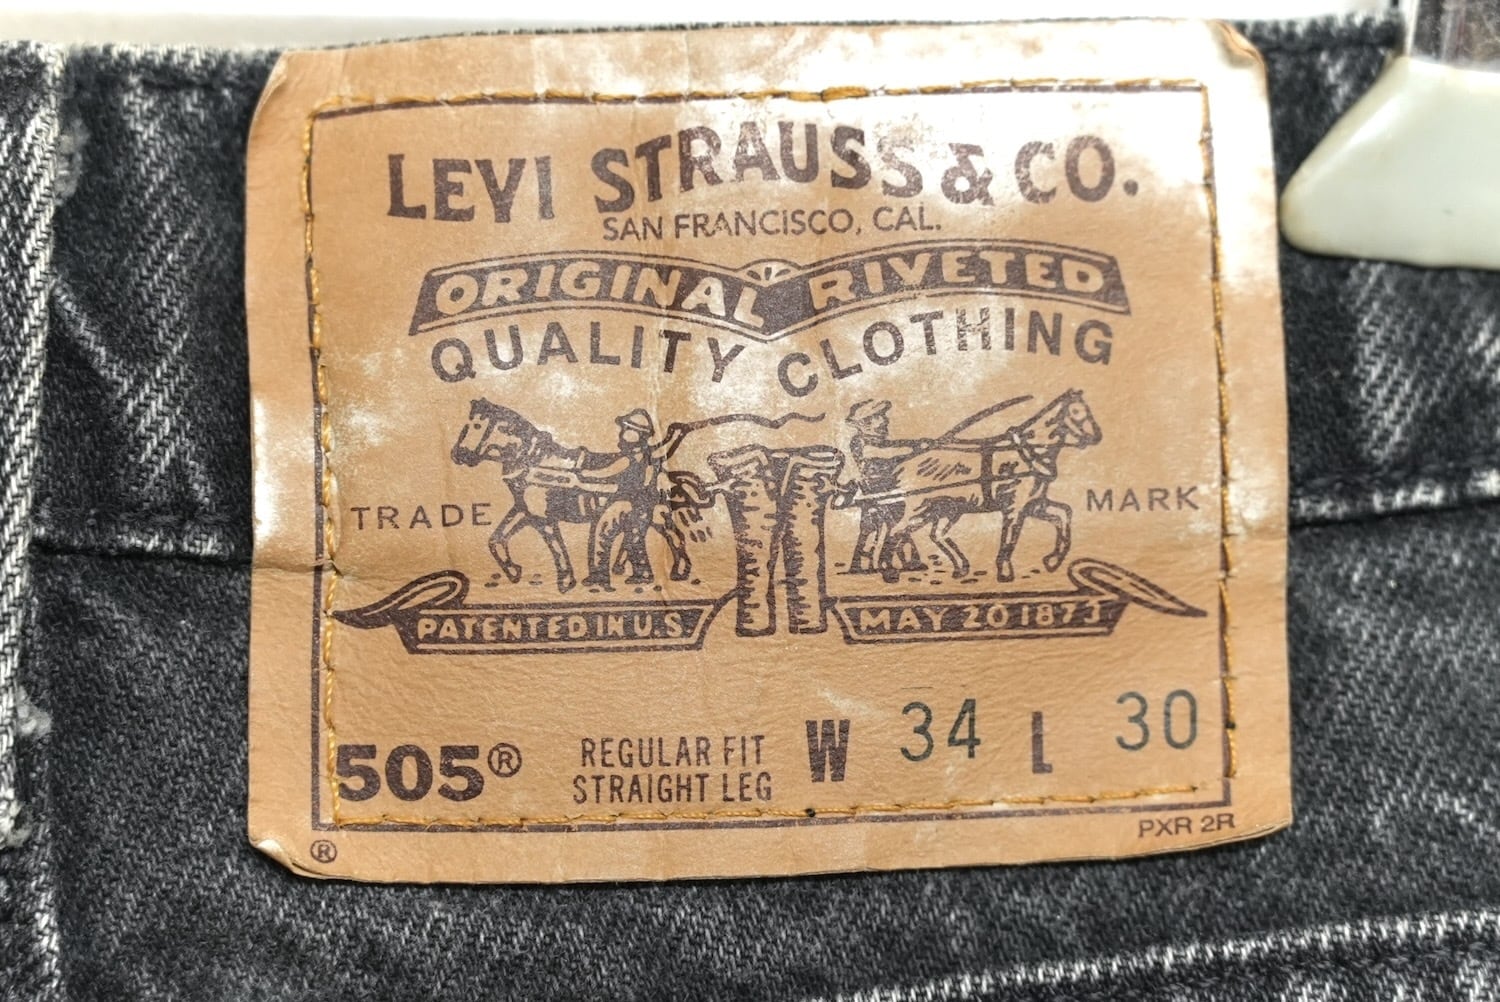 LEVI STRAUSS & CO.
SAN FRANCISCO, CAL.
ORIGINAL RIVETED
QUALITY CLOTHING
TRADE MARK
PATENTED IN U.S. MAY 20 1873
505® REGULAR FIT STRAIGHT LEG W 34 L 30
® PXR 2R